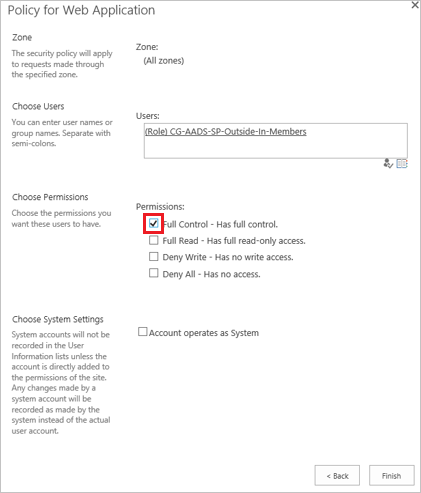 Policy for Web Application
Zone
The security policy will apply
to requests made through
the specified zone.
Zone:
(All zones)
Choose Users
You can enter user names or
group names. Separate with
semi-colons.
Users:
(Role) CG-AADS-SP-Outside-In-Members
Choose Permissions
Choose the permissions you
want these users to have.
Permissions:
Full Control - Has full control.
Full Read - Has full read-only access.
Deny Write - Has no write access.
Deny All - Has no access.
Choose System Settings
System accounts will not be
recorded in the User
Information lists unless the
account is directly added to
the permissions of the site.
Any changes made by a
system account will be
recorded as made by the
system instead of the actual
user account.
Account operates as System
< Back
Finish